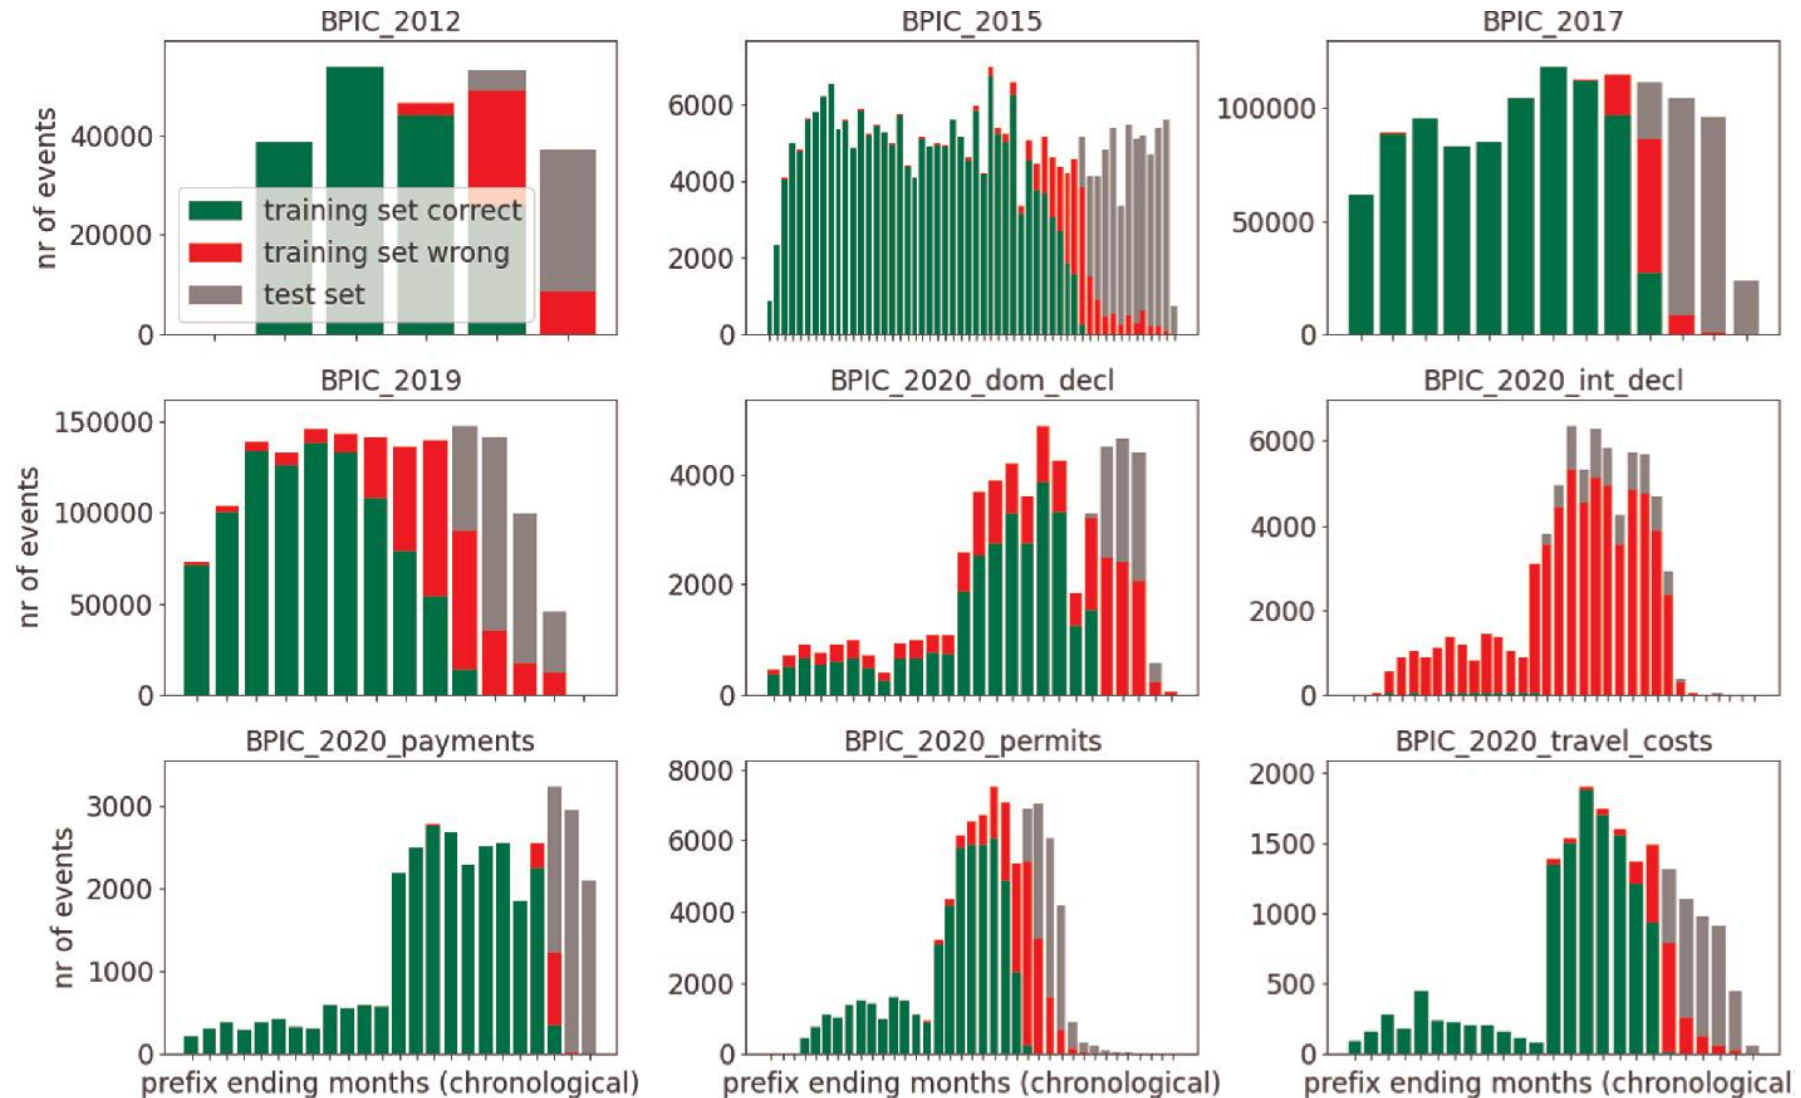 BPIC_2012
BPIC_2015
BPIC_2017
nr of events
40000
20000
0
training set correct
training set wrong
test set
6000
4000
2000
0
100000
50000
0
BPIC_2019
BPIC_2020_dom_decl
BPIC_2020_int_decl
nr of events
150000
100000
50000
0
4000
2000
0
6000
4000
2000
0
BPIC_2020_payments
BPIC_2020_permits
BPIC_2020_travel_costs
nr of events
3000
2000
1000
0
8000
6000
4000
2000
0
2000
1500
1000
500
0
prefix ending months (chronological)
prefix ending months (chronological)
prefix ending months (chronological)